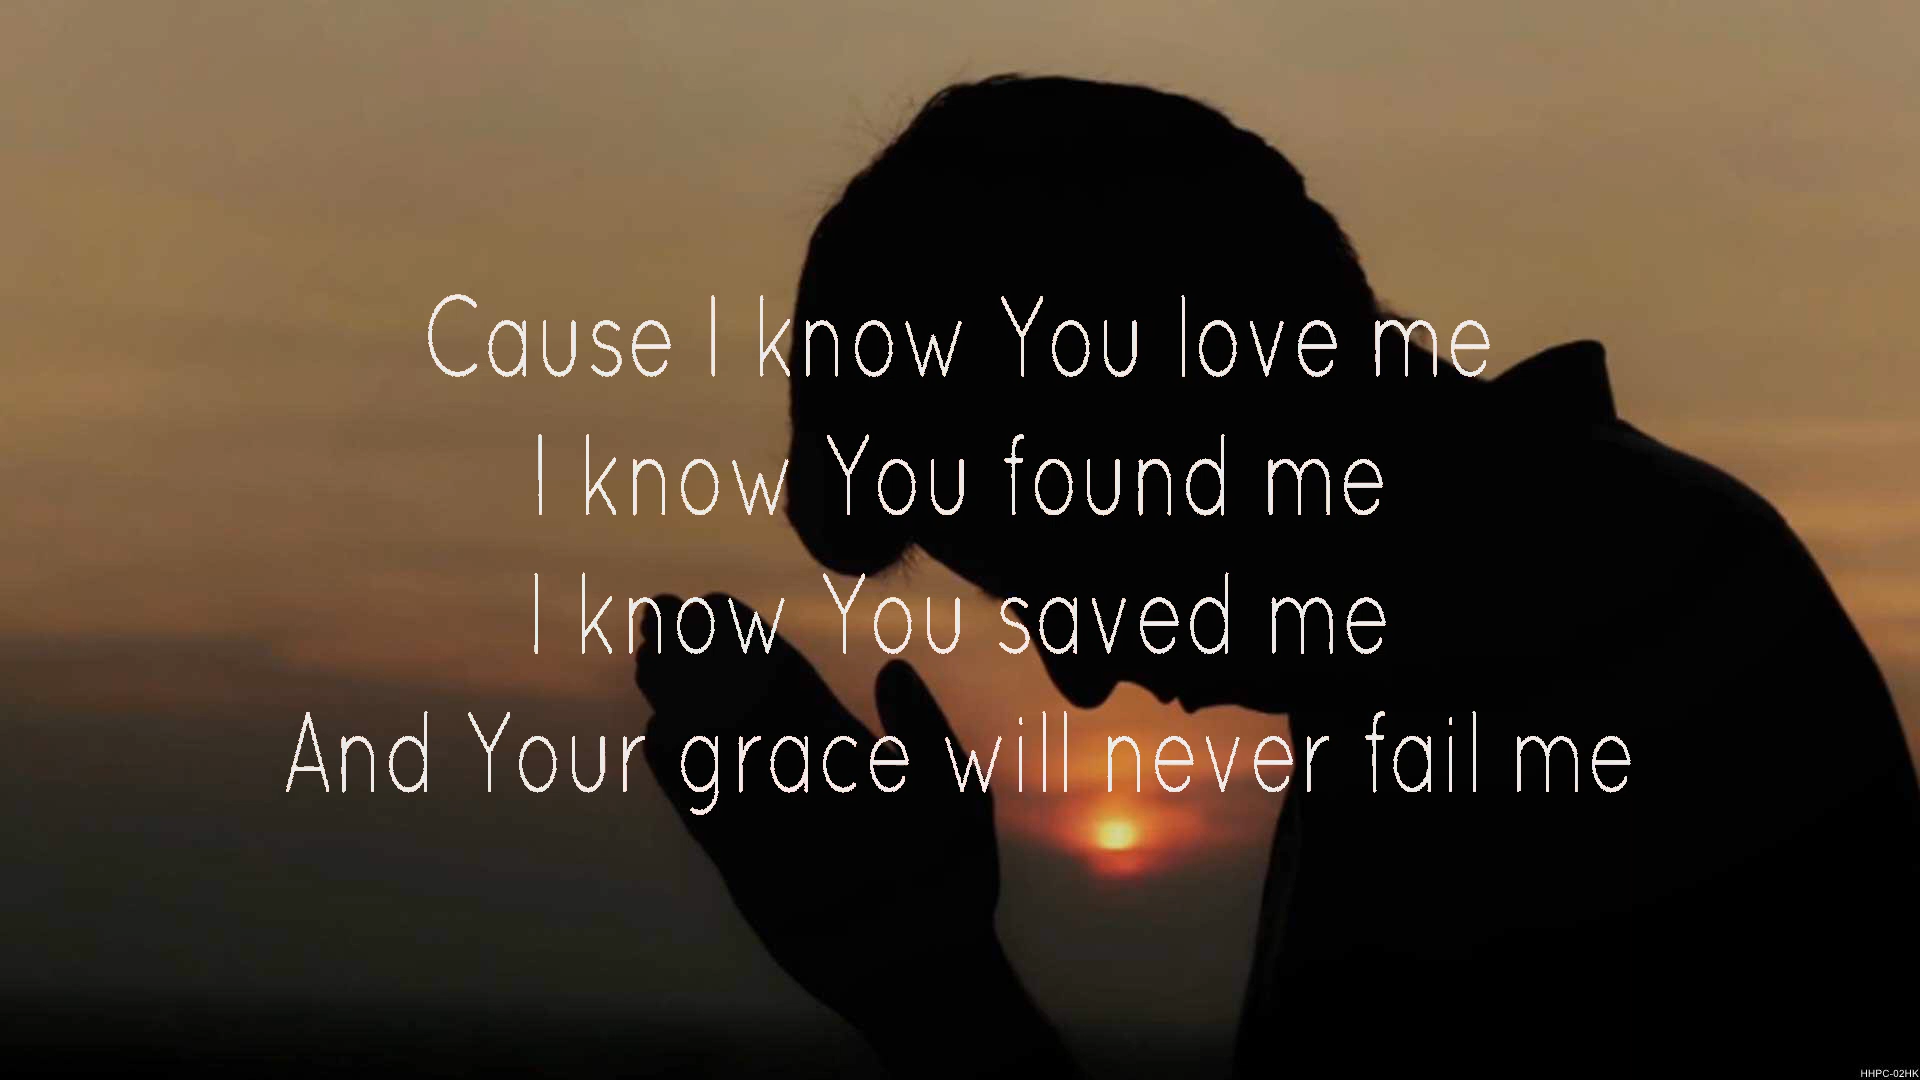 Cause I know You love me
I know You found me
I know You saved me
And Your grace will never fail me
HHPC-02HK